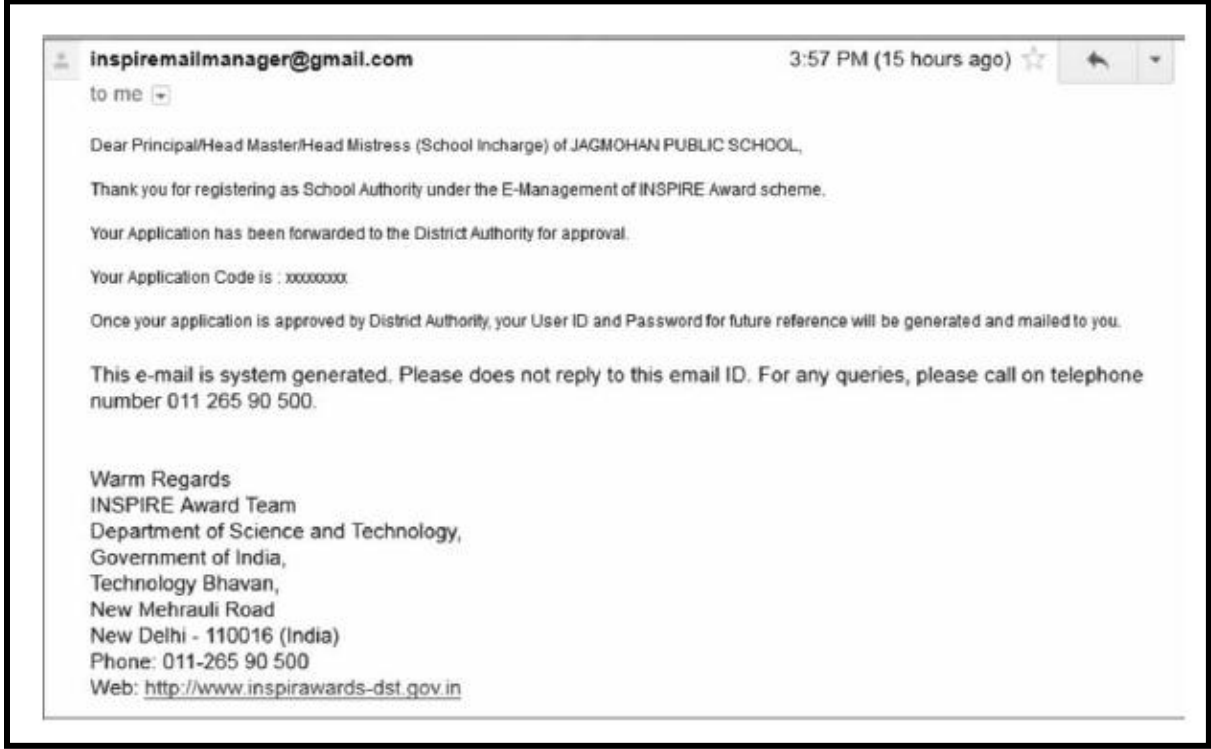 inspiremailmanager@gmail.com 3:57 PM (15 hours ago)
to me
Dear Principal/Head Master/Head Mistress (School Incharge) of JAGMOHAN PUBLIC SCHOOL,
Thank you for registering as School Authority under the E-Management of INSPIRE Award scheme.
Your Application has been forwarded to the District Authority for approval.
Your Application Code is : xxxxxxxxx
Once your application is approved by District Authority, your User ID and Password for future reference will be generated and mailed to you.
This e-mail is system generated. Please does not reply to this email ID. For any queries, please call on telephone
number 011 265 90 500.
Warm Regards
INSPIRE Award Team
Department of Science and Technology,
Government of India,
Technology Bhavan,
New Mehrauli Road
New Delhi - 110016 (India)
Phone: 011-265 90 500
Web: http://www.inspirawards-dst.gov.in